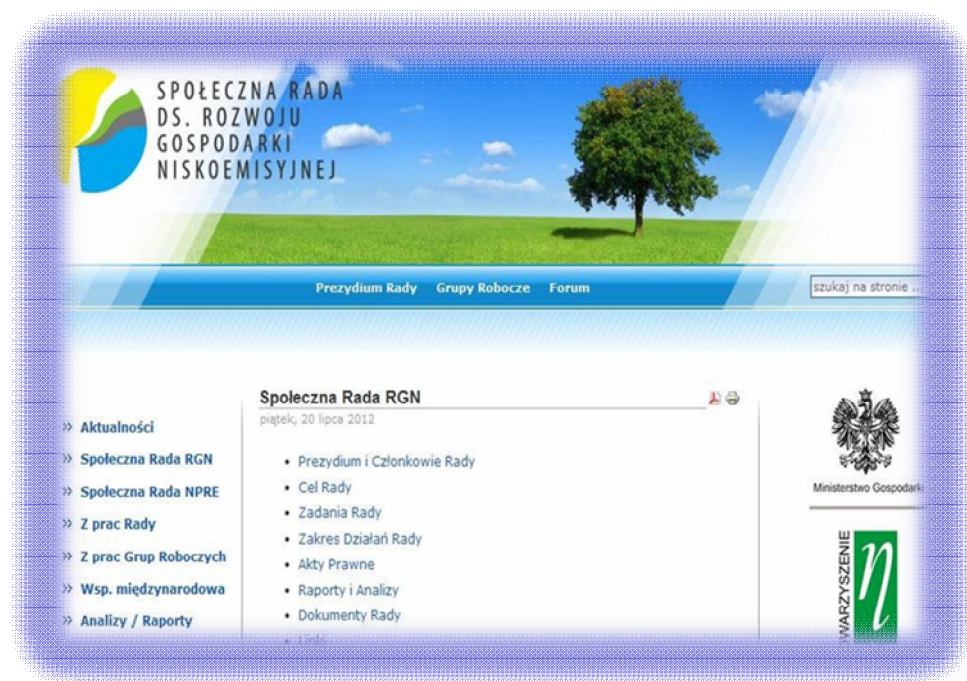 SPOŁECZNA RADA
DS. ROZWOJU
GOSPODARKI
NISKOEMISYJNEJ
Prezydium Rady Grupy Robocze Forum
szukaj na stronie ...
Społeczna Rada RGN
piątek, 20 lipca 2012
» Aktualności
» Społeczna Rada RGN
» Społeczna Rada NPRE
» Z prac Rady
» Z prac Grup Roboczych
» Wsp. międzynarodowa
» Analizy / Raporty
• Prezydium i Członkowie Rady
• Cel Rady
• Zadania Rady
• Zakres Działań Rady
• Akty Prawne
• Raporty i Analizy
• Dokumenty Rady
• Linki
Ministerstwo Gospodark
WARZYSZENIE
η